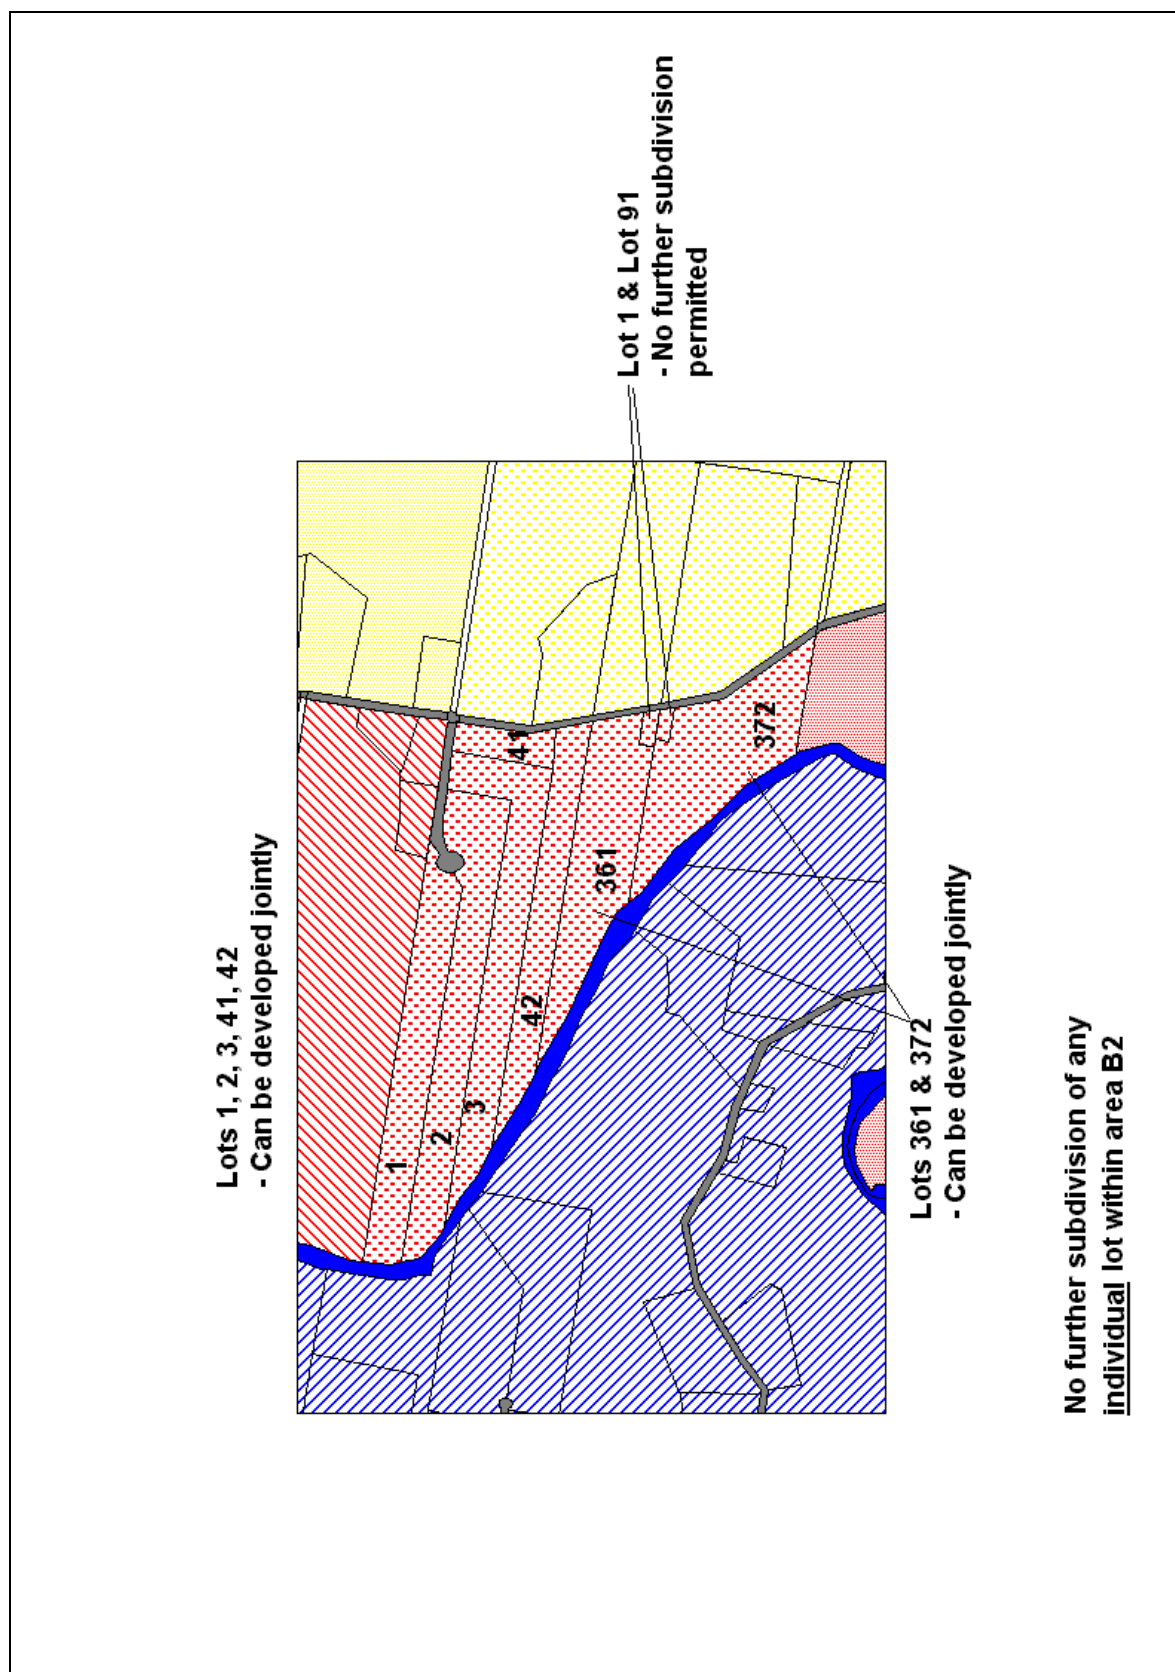 Lots 1, 2, 3, 41, 42
- Can be developed jointly
1
2
3
42
41
361
372
Lot 1 & Lot 91
- No further subdivision
permitted
Lots 361 & 372
- Can be developed jointly
No further subdivision of any
individual lot within area B2